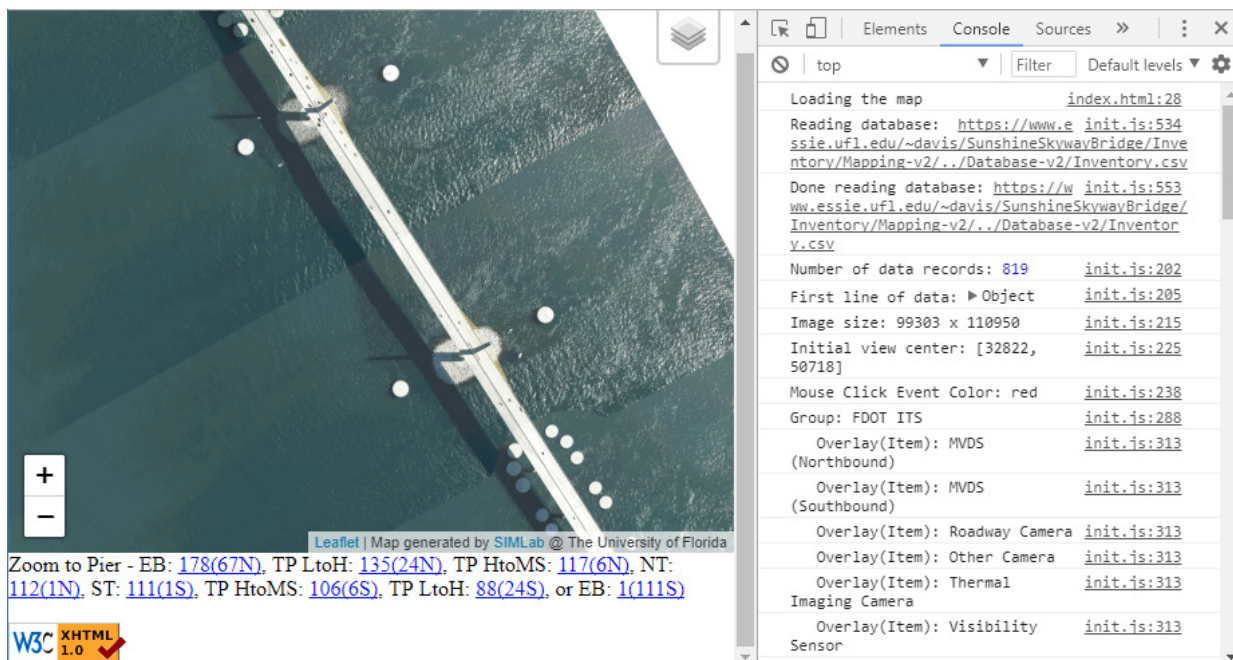 +
−
Leaflet | Map generated by SIMLab @ The University of Florida
Zoom to Pier - EB: 178(67N), TP LtoH: 135(24N), TP HtoMS: 117(6N), NT:
112(1N), ST: 111(1S), TP HtoMS: 106(6S), TP LtoH: 88(24S), or EB: 1(111S)
W3C XHTML
1.0
Elements Console Sources »
top Filter Default levels
Loading the map index.html:28
Reading database: https://www.e init.js:534
ssie.ufl.edu/~davis/SunshineSkywayBridge/Inve
ntory/Mapping-v2/../Database-v2/Inventory.csv
Done reading database: https://w init.js:553
ww.essie.ufl.edu/~davis/SunshineSkywayBridge/
Inventory/Mapping-v2/../Database-v2/Inventor
y.csv
Number of data records: 819 init.js:202
First line of data: ▶Object init.js:205
Image size: 99303 x 110950 init.js:215
Initial view center: [32822, init.js:225
50718]
Mouse Click Event Color: red init.js:238
Group: FDOT ITS init.js:288
Overlay(Item): MVDS init.js:313
(Northbound)
Overlay(Item): MVDS init.js:313
(Southbound)
Overlay(Item): Roadway Camera init.js:313
Overlay(Item): Other Camera init.js:313
Overlay(Item): Thermal init.js:313
Imaging Camera
Overlay(Item): Visibility init.js:313
Sensor